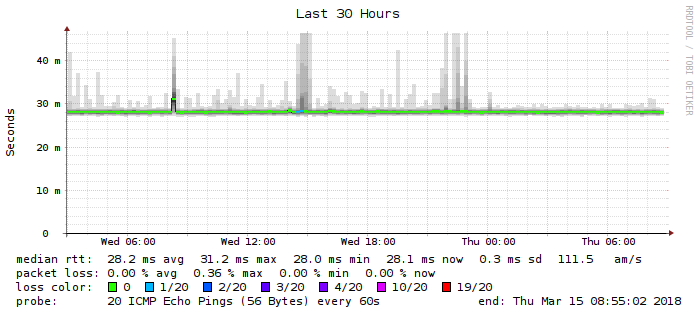 Last 30 Hours
RRDTOOL / TOBI OETIKER
Seconds
40 m
30 m
20 m
10 m
0
Wed 06:00 Wed 12:00 Wed 18:00 Thu 00:00 Thu 06:00
median rtt: 28.2 ms avg 31.2 ms max 28.0 ms min 28.1 ms now 0.3 ms sd 111.5 am/s
packet loss: 0.00 % avg 0.36 % max 0.00 % min 0.00 % now
loss color: 0 1/20 2/20 3/20 4/20 10/20 19/20
probe: 20 ICMP Echo Pings (56 Bytes) every 60s end: Thu Mar 15 08:55:02 2018